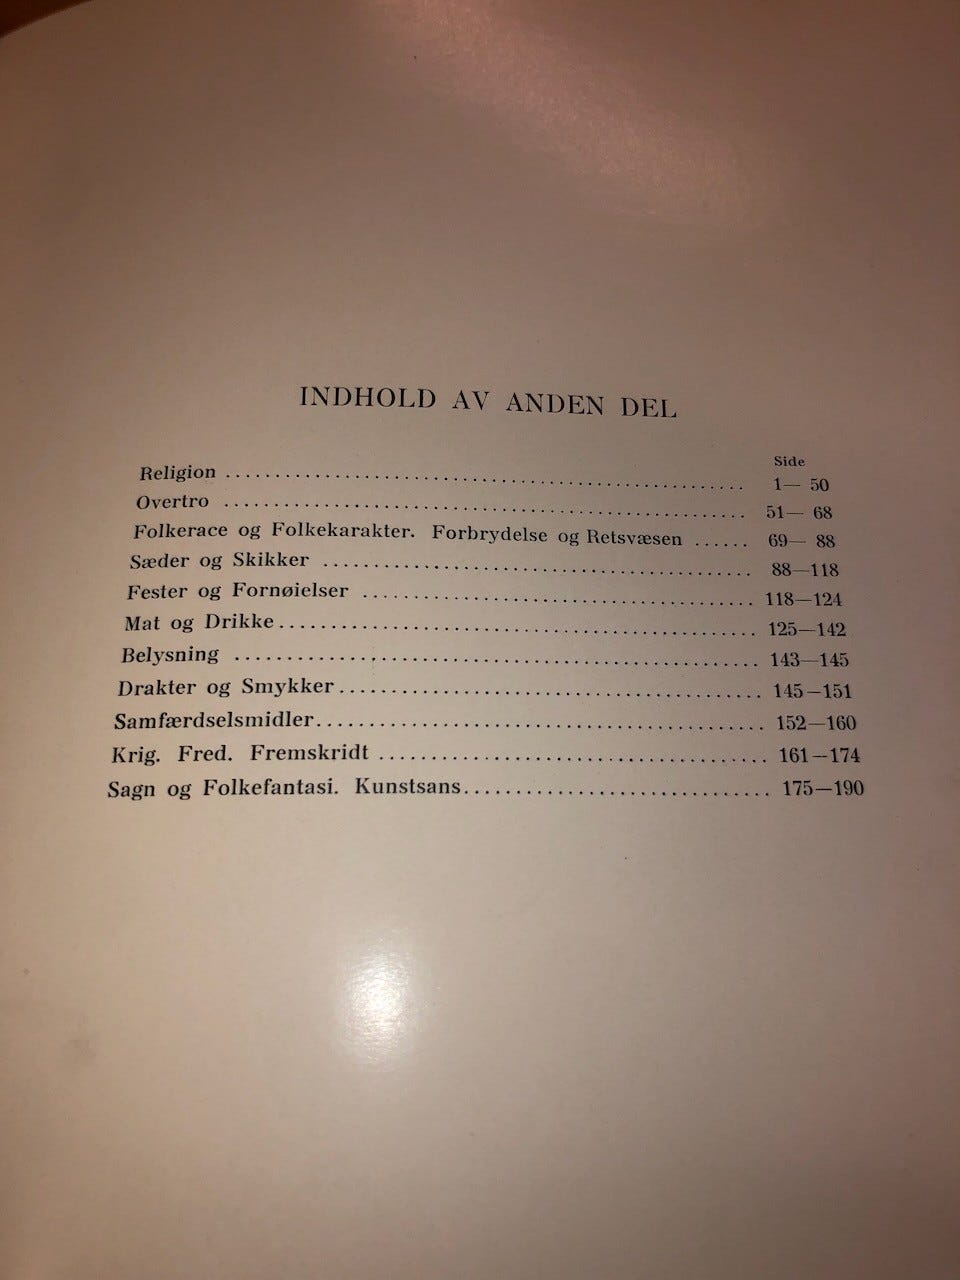 INDHOLD AV ANDEN DEL
Side
Religion .................................................... 1— 50
Overtro .................................................... 51— 68
Folkerace og Folkekarakter. Forbrydelse og Retsvæsen ...... 69— 88
Sæder og Skikker ........................................... 88—118
Fester og Fornøielser ....................................... 118—124
Mat og Drikke............................................... 125—142
Belysning .................................................. 143—145
Drakter og Smykker......................................... 145—151
Samfærdselsmidler........................................... 152—160
Krig. Fred. Fremskridt ...................................... 161—174
Sagn og Folkefantasi. Kunstsans.............................. 175—190